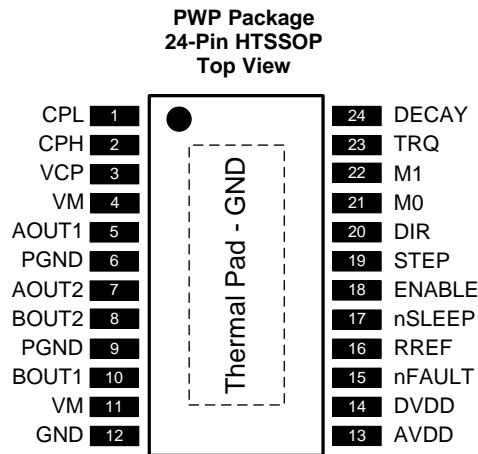 PWP Package
24-Pin HTSSOP
Top View
CPL 1 24 DECAY
CPH 2 23 TRQ
VCP 3 22 M1
VM 4 21 M0
AOUT1 5 20 DIR
PGND 6 19 STEP
AOUT2 7 18 ENABLE
BOUT2 8 17 nSLEEP
PGND 9 16 RREF
BOUT1 10 15 nFAULT
VM 11 14 DVDD
GND 12 13 AVDD
Thermal Pad - GND